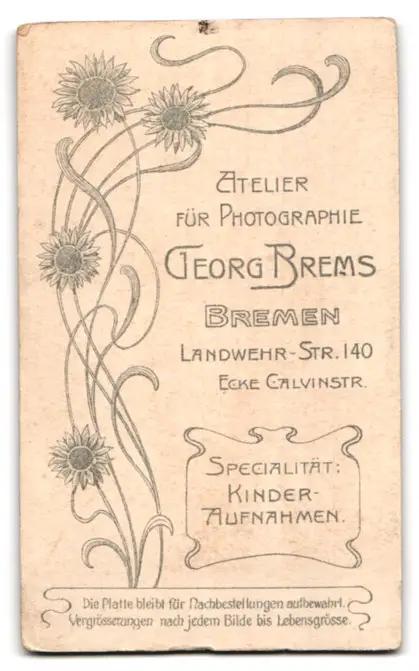 Atelier
für Photographie
Georg Brems
Bremen
Landwehr-Str. 140
Ecke Calvinstr.
Specialität:
Kinder-
Aufnahmen.
Die Platte bleibt für Nachbestellungen aufbewahrt.
Vergrösserungen nach jedem Bilde bis Lebensgrösse.